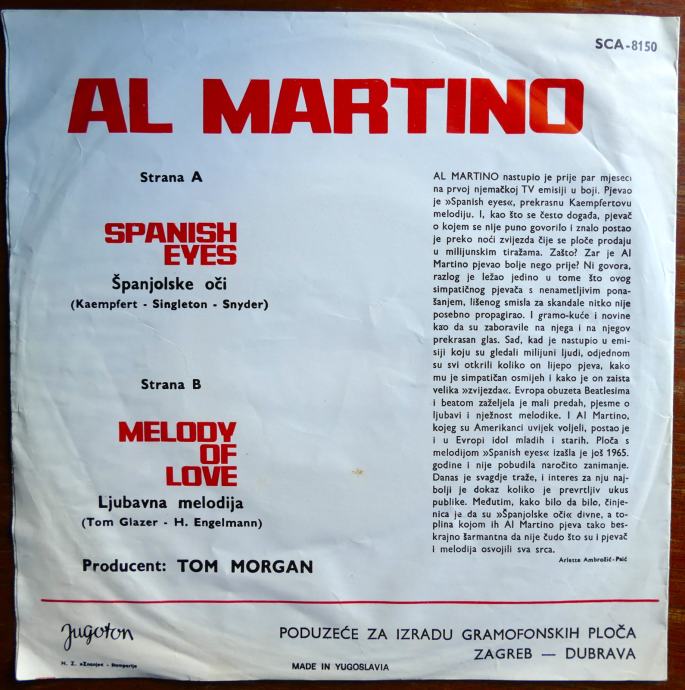 SCA-8150
AL MARTINO
Strana A
SPANISH
EYES
Španjolske oči
(Kaempfert - Singleton - Snyder)
Strana B
MELODY
OF
LOVE
Ljubavna melodija
(Tom Glazer - H. Engelmann)
Producent: TOM MORGAN
AL MARTINO nastupio je prije par mjeseci
na prvoj njemačkoj TV emisiji u boji. Pjevao
je »Spanish eyes«, prekrasnu Kaempfertovu
melodiju. I, kao što se često događa, pjevač
o kojem se nije puno govorilo i znalo postao
je preko noći zvijezda čije se ploče prodaju
u milijunskim tiražama. Zašto? Zar je Al
Martino pjevao bolje nego prije? Ni govora,
razlog je ležao jedino u tome što ovog
simpatičnog pjevača s nenametljivim pona-
šanjem, lišenog smisla za skandale nitko nije
posebno propagirao. I gramo-kuće i novine
kao da su zaboravile na njega i na njegov
prekrasan glas. Sad, kad je nastupio u emi-
siji koju su gledali milijuni ljudi, odjednom
su svi otkrili koliko on lijepo pjeva, kako
mu je simpatičan osmijeh i kako je on zaista
velika »zvijezda«. Evropa obuzeta Beatlesima
i beatom zaželjela je mali predah, pjesme o
ljubavi i nježnost melodike. I Al Martino,
kojeg su Amerikanci uvijek voljeli, postao je
i u Evropi idol mladih i starih. Ploča s
melodijom »Spanish eyes« izašla je još 1965.
godine i nije pobudila naročito zanimanje.
Danas je svagdje traže, i interes za nju naj-
bolji je dokaz koliko je prevrtljiv ukus
publike. Međutim, kako bilo da bilo, činje-
nica je da su »Španjolske oči« divne, a to-
plina kojom ih Al Martino pjeva tako bes-
krajno šarmantna da nije čudo što su i pjevač
i melodija osvojili sva srca.
Arlette Ambrožić-Paić
Jugoton
PODUZEĆE ZA IZRADU GRAMOFONSKIH PLOČA
ZAGREB — DUBRAVA
N. Z. »Znanje« - štamparija
MADE IN YUGOSLAVIA